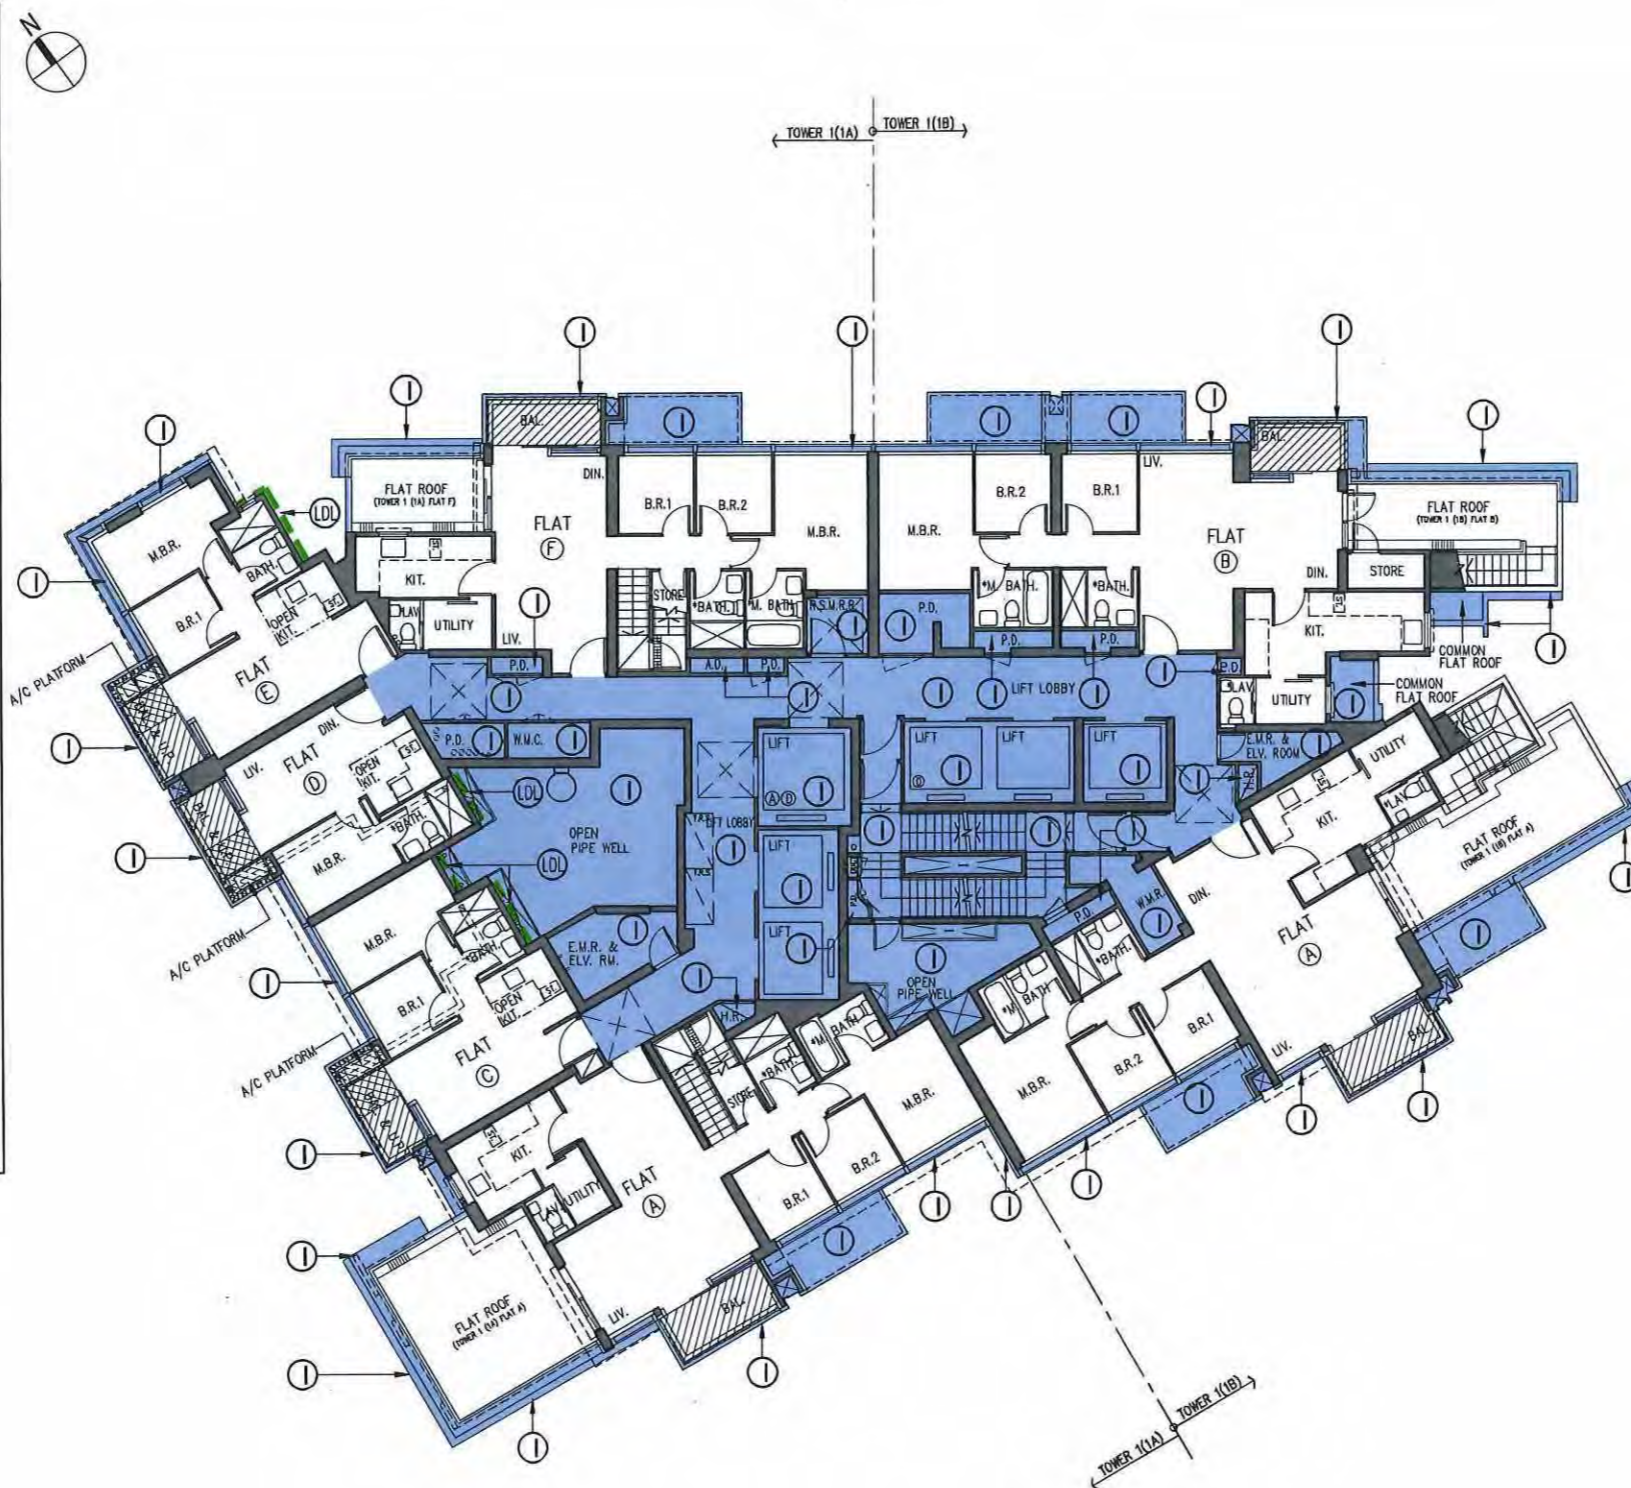 N
TOWER 1(1A)
TOWER 1(1B)
BAL.
BAL.
FLAT ROOF
(TOWER 1 (1A) FLAT F)
DIN.
B.R.1
B.R.2
M.B.R.
FLAT
F
KIT.
LAV.
UTILITY
LIV.
STORE
*BATH.
*M. BATH.
P.D.
A.D.
P.D.
M.B.R.
B.R.2
B.R.1
LIV.
FLAT
B
DIN.
FLAT ROOF
(TOWER 1 (1B) FLAT B)
STORE
KIT.
P.D.
*M. BATH.
*BATH.
P.D.
P.D.
P.D.
*LAV.
UTILITY
COMMON
FLAT ROOF
COMMON
FLAT ROOF
LIFT LOBBY
E.M.R. &
ELV. ROOM
LDL
M.B.R.
BATH.
B.R.1
OPEN
KIT.
FLAT
E
A/C PLATFORM
DIN.
FLAT
D
LIV.
OPEN
KIT.
*BATH.
M.B.R.
A/C PLATFORM
P.D.
W.M.C.
LDL
OPEN
PIPE WELL
LDL
LIFT LOBBY
LIFT
A D
LIFT
LIFT
LIFT
D
LIFT
LIFT
E.M.R. &
ELV. RM.
H.R.
M.B.R.
*BATH.
B.R.1
OPEN
KIT.
FLAT
C
A/C PLATFORM
OPEN
PIPE WELL
P.D.
W.M.R.
DIN.
KIT.
UTILITY
*LAV.
FLAT ROOF
(TOWER 1 (1B) FLAT A)
FLAT
A
*BATH.
*M. BATH.
B.R.1
B.R.2
M.B.R.
LIV.
BAL.
KIT.
LAV.
UTILITY
FLAT
A
STORE
*BATH.
*M. BATH.
M.B.R.
B.R.2
B.R.1
LIV.
BAL.
FLAT ROOF
(TOWER 1 (1A) FLAT A)
TOWER 1(1A)
TOWER 1(1B)